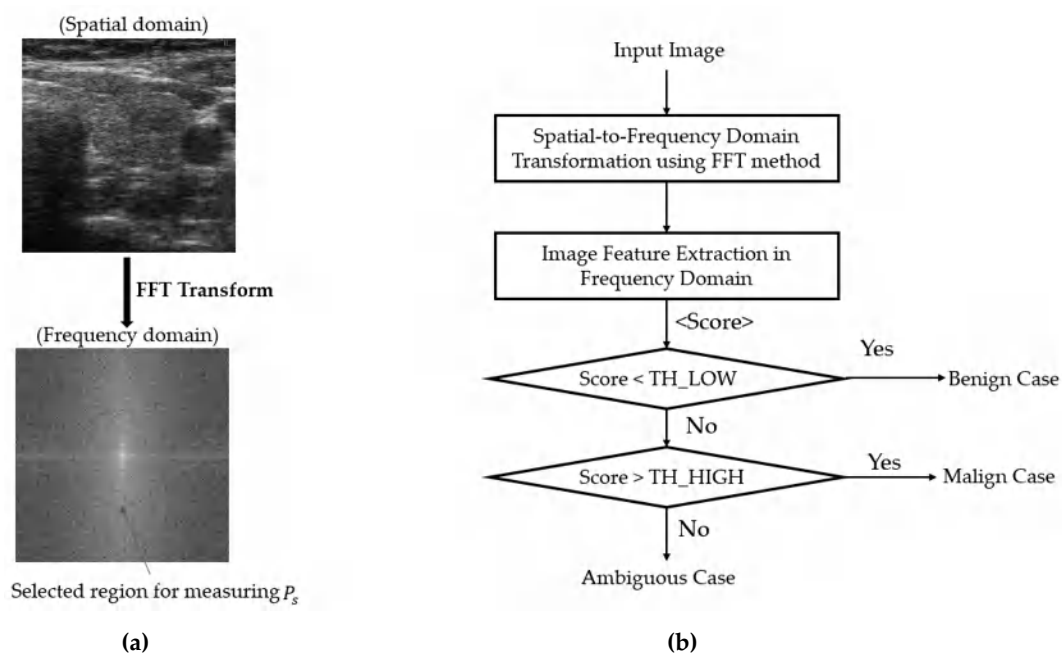 (Spatial domain)
FFT Transform
(Frequency domain)
Selected region for measuring P_s
(a)
Input Image
Spatial-to-Frequency Domain
Transformation using FFT method
Image Feature Extraction in
Frequency Domain
<Score>
Score < TH_LOW
Yes
Benign Case
No
Score > TH_HIGH
Yes
Malign Case
No
Ambiguous Case
(b)